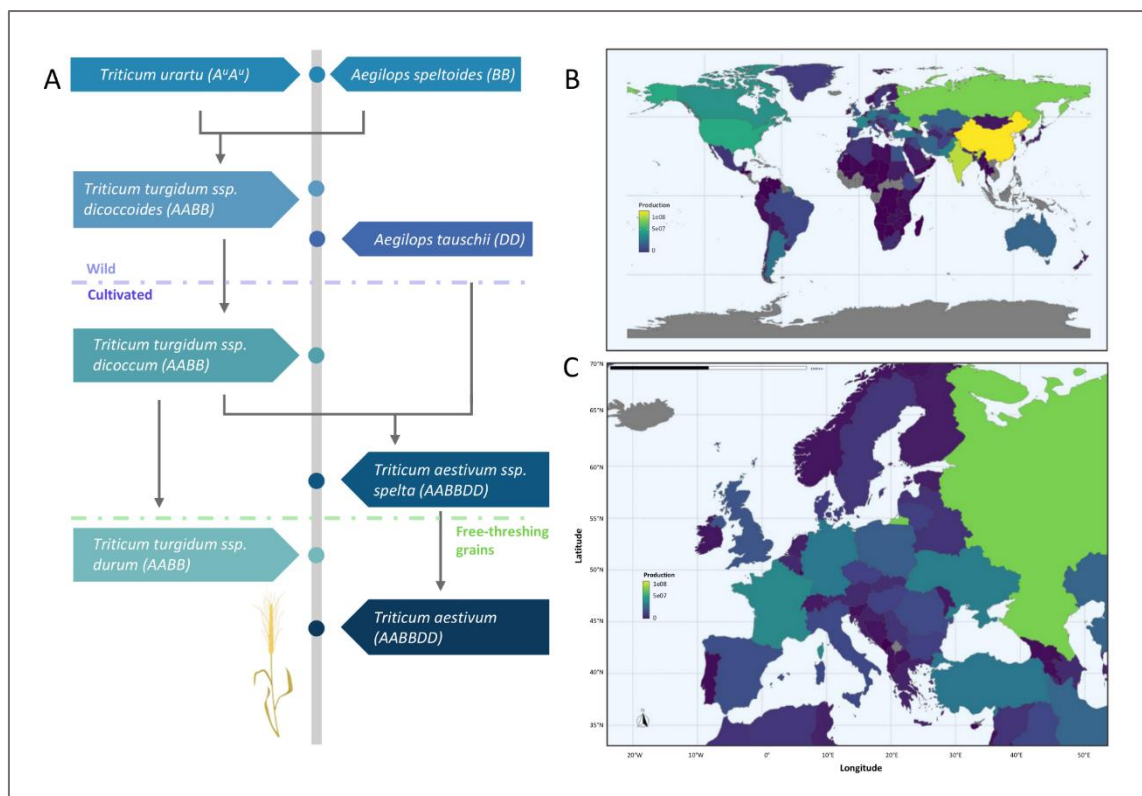 A
Triticum urartu (AᵘAᵘ)
Aegilops speltoides (BB)
Triticum turgidum ssp.
dicoccoides (AABB)
Aegilops tauschii (DD)
Wild
Cultivated
Triticum turgidum ssp.
dicoccum (AABB)
Triticum aestivum ssp.
spelta (AABBDD)
Free-threshing
grains
Triticum turgidum ssp.
durum (AABB)
Triticum aestivum
(AABBDD)
B
Production
1e08
5e07
0
C
70°N
65°N
60°N
55°N
50°N
45°N
40°N
35°N
Latitude
Production
1e08
5e07
0
N
20°W
10°W
0°
10°E
20°E
30°E
40°E
50°E
Longitude